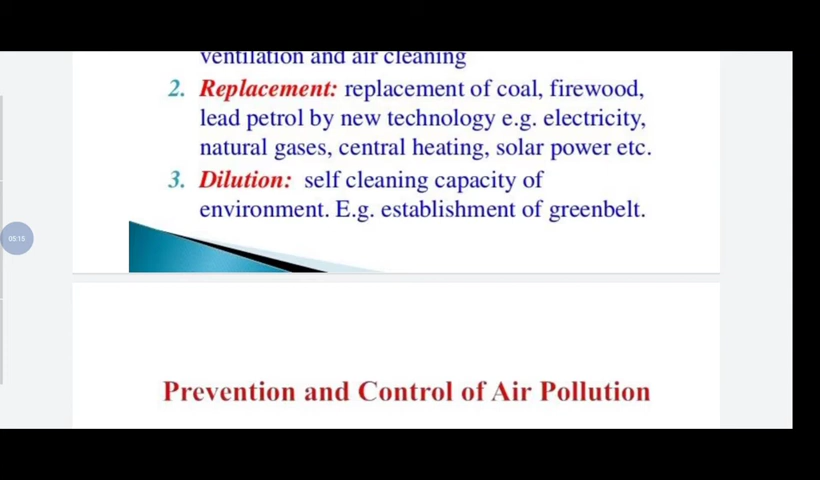 ventilation and air cleaning
2. Replacement: replacement of coal, firewood,
lead petrol by new technology e.g. electricity,
natural gases, central heating, solar power etc.
3. Dilution: self cleaning capacity of
environment. E.g. establishment of greenbelt.
05:15
Prevention and Control of Air Pollution